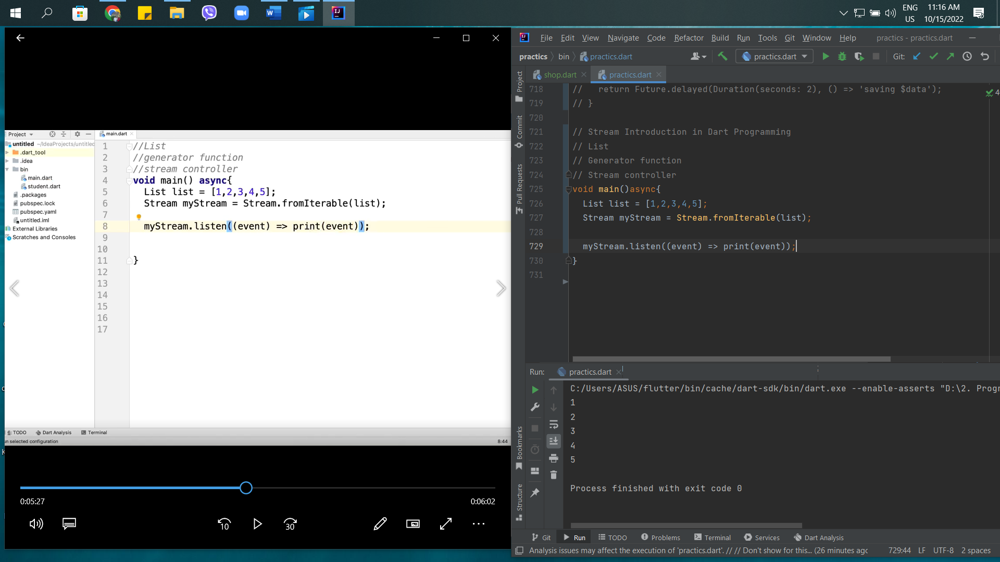 ENG
US
11:16 AM
10/15/2022
Project
main.dart
untitled ~/IdeaProjects/untitled
.dart_tool
.idea
bin
main.dart
student.dart
.packages
pubspec.lock
pubspec.yaml
untitled.iml
External Libraries
Scratches and Consoles
1 //List
2 //generator function
3 //stream controller
4 void main() async{
5 List list = [1,2,3,4,5];
6 Stream myStream = Stream.fromIterable(list);
7
8 myStream.listen((event) => print(event));
9
10
11 }
12
13
14
15
16
17
6: TODO Dart Analysis Terminal
un selected configuration 8:44
0:05:27 0:06:02
10 30
File Edit View Navigate Code Refactor Build Run Tools Git Window Help practics - practics.dart
practics bin practics.dart practics.dart Git:
shop.dart practics.dart
Project
Commit
Pull Requests
Bookmarks
Structure
718 // return Future.delayed(Duration(seconds: 2), () => 'saving $data');
719 // }
720
721 // Stream Introduction in Dart Programming
722 // List
723 // Generator function
724 // Stream controller
725 void main()async{
726 List list = [1,2,3,4,5];
727 Stream myStream = Stream.fromIterable(list);
728
729 myStream.listen((event) => print(event));
730 }
731
Run: practics.dart
C:/Users/ASUS/flutter/bin/cache/dart-sdk/bin/dart.exe --enable-asserts "D:\2. Progr
1
2
3
4
5
Process finished with exit code 0
Git Run TODO Problems Terminal Services Dart Analysis
Analysis issues may affect the execution of 'practics.dart'. // // Don't show for this... (26 minutes ago 729:44 LF UTF-8 2 spaces